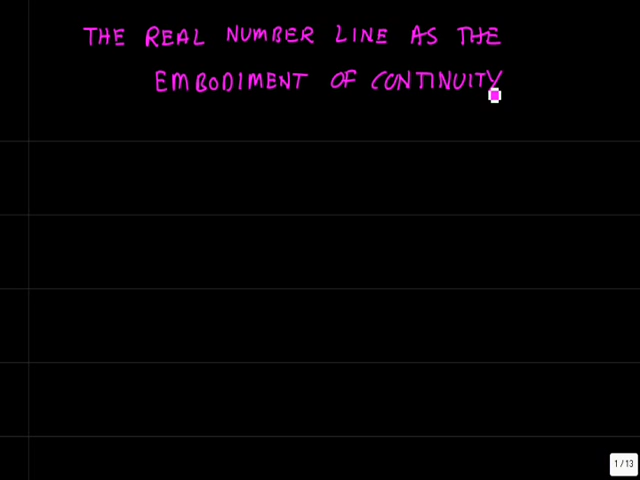 THE REAL NUMBER LINE AS THE
EMBODIMENT OF CONTINUITY
1/13